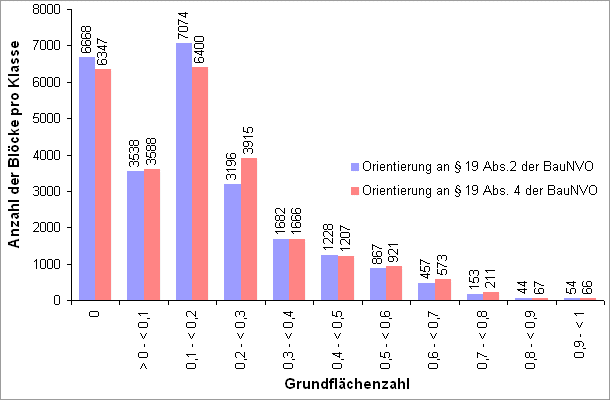 Anzahl der Blöcke pro Klasse
8000
7000
6000
5000
4000
3000
2000
1000
0
6668
6347
3538
3588
7074
6400
3196
3915
1682
1666
1228
1207
867
921
457
573
153
211
44
67
54
66
Orientierung an § 19 Abs.2 der BauNVO
Orientierung an § 19 Abs. 4 der BauNVO
0
> 0 - < 0,1
0,1 - < 0,2
0,2 - < 0,3
0,3 - < 0,4
0,4 - < 0,5
0,5 - < 0,6
0,6 - < 0,7
0,7 - < 0,8
0,8 - < 0,9
0,9 - < 1
Grundflächenzahl